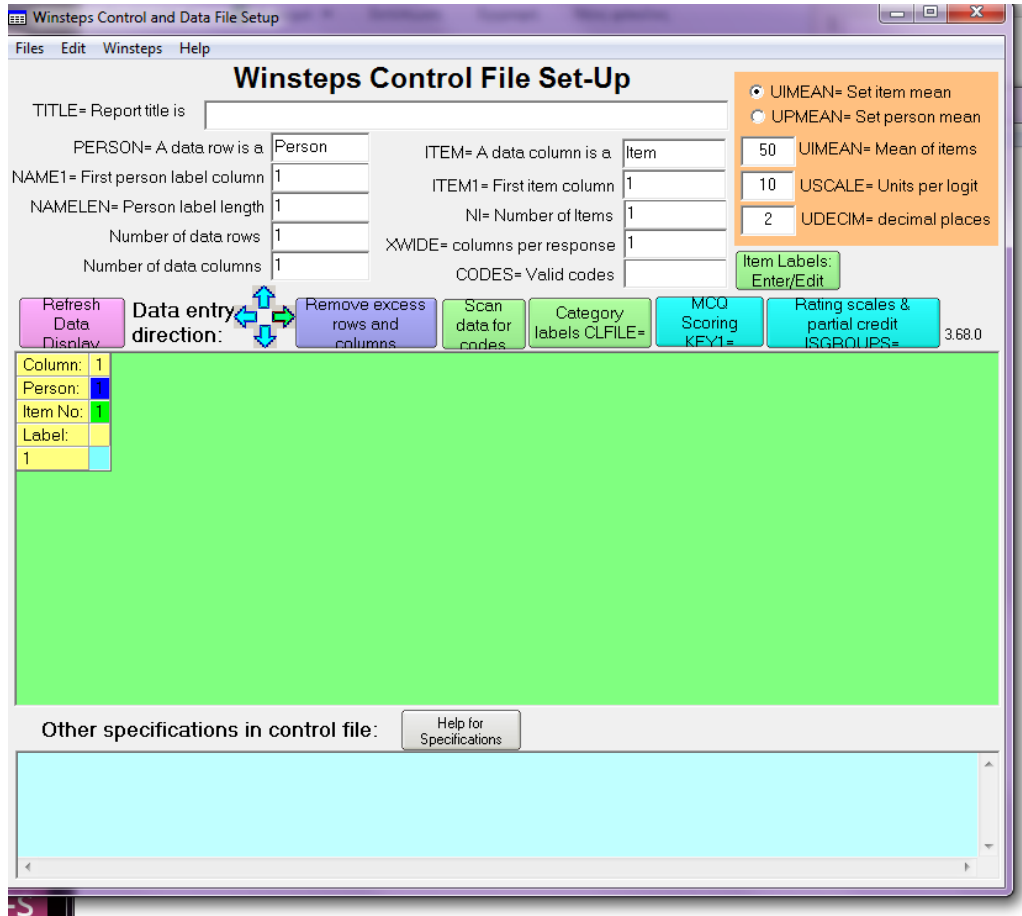 Winsteps Control and Data File Setup
Files Edit Winsteps Help
Winsteps Control File Set-Up
TITLE= Report title is
PERSON= A data row is a Person
NAME1= First person label column 1
NAMELEN= Person label length 1
Number of data rows 1
Number of data columns 1
ITEM= A data column is a Item
ITEM1= First item column 1
NI= Number of Items 1
XWIDE= columns per response 1
CODES= Valid codes
UIMEAN= Set item mean
UPMEAN= Set person mean
50 UIMEAN= Mean of items
10 USCALE= Units per logit
2 UDECIM= decimal places
Item Labels:
Enter/Edit
Refresh
Data
Display
Data entry
direction:
Remove excess
rows and
columns
Scan
data for
codes
Category
labels CLFILE=
MCQ
Scoring
KEY1=
Rating scales &
partial credit
ISGROUPS=
3.68.0
Column: 1
Person: 1
Item No: 1
Label:
1
Other specifications in control file:
Help for
Specifications
-S